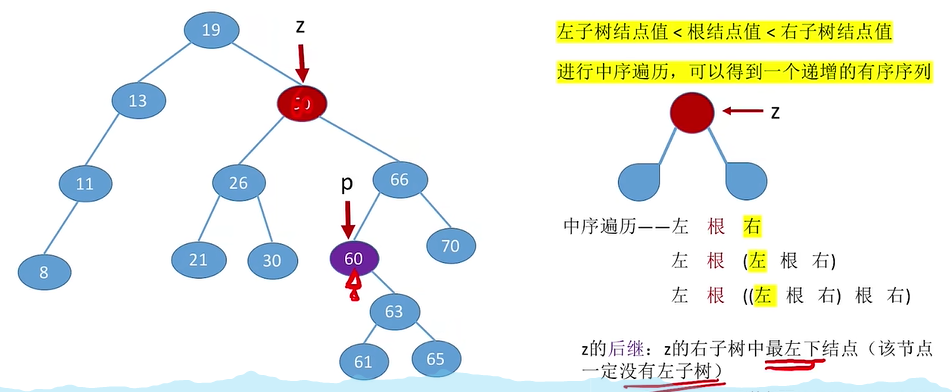 19
z
13
26
66
11
p
21
30
60
70
8
63
61
65
左子树结点值 < 根结点值 < 右子树结点值
进行中序遍历，可以得到一个递增的有序序列
z
中序遍历——左 根 右
左 根 (左 根 右)
左 根 ((左 根 右) 根 右)
z的后继：z的右子树中最左下结点（该节点
一定没有左子树）